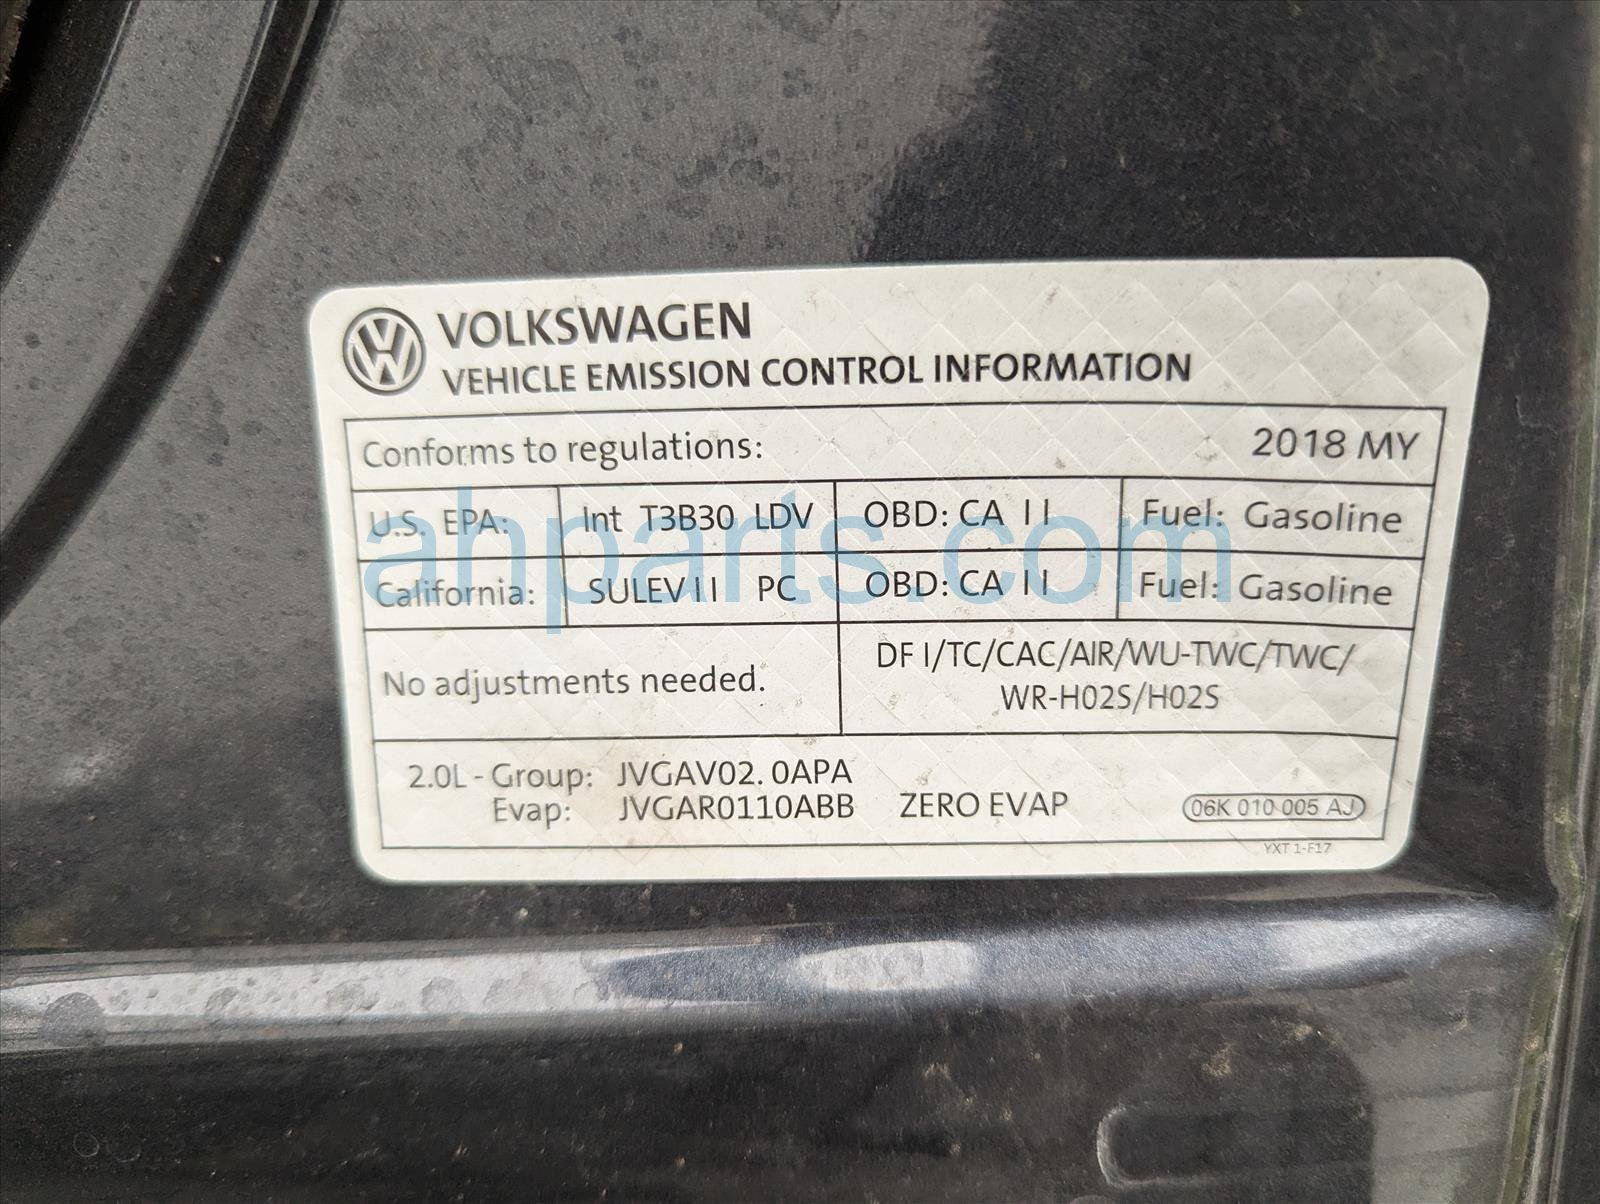 VOLKSWAGEN
VEHICLE EMISSION CONTROL INFORMATION
Conforms to regulations: 2018 MY
U.S. EPA: Int T3B30 LDV OBD: CA II Fuel: Gasoline
California: SULEV II PC OBD: CA II Fuel: Gasoline
No adjustments needed. DFI/TC/CAC/AIR/WU-TWC/TWC/
WR-HO2S/HO2S
2.0L - Group: JVGAV02.0APA
Evap: JVGAR0110ABB ZERO EVAP 06K 010 005 AJ
YXT 1-F17
ahparts.com